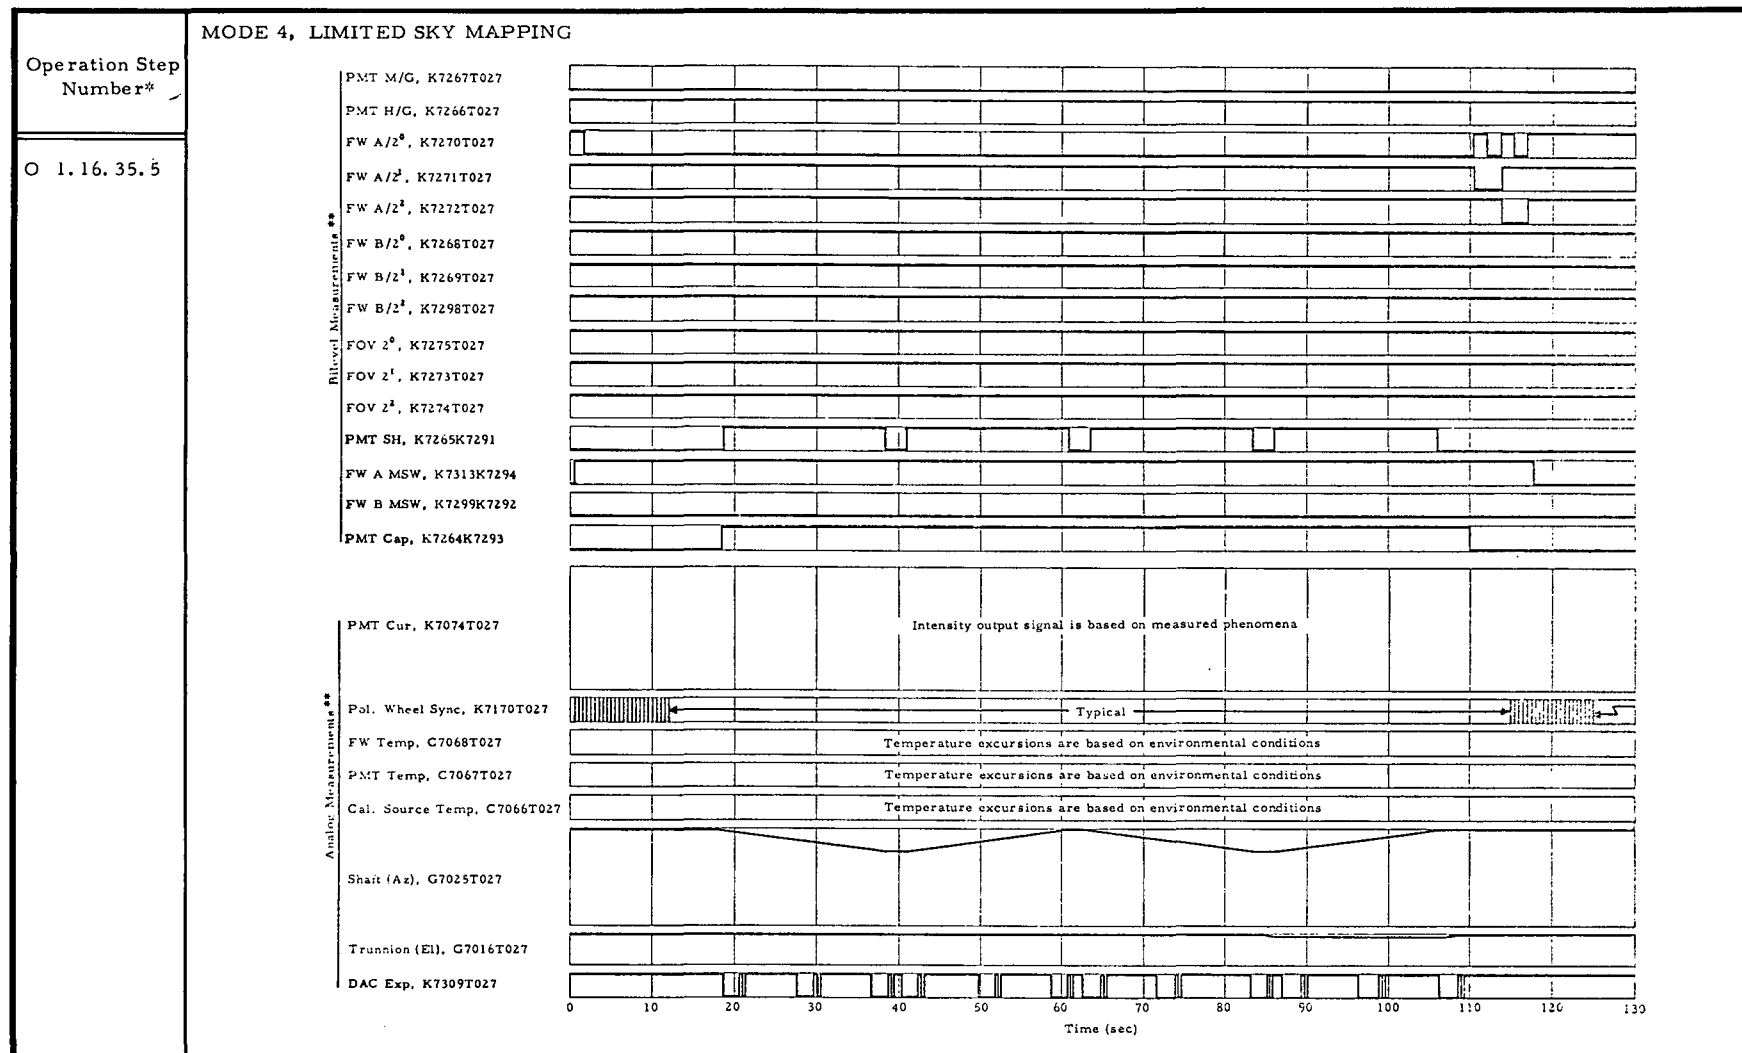 MODE 4, LIMITED SKY MAPPING
Operation Step
Number*
O 1.16.35.5
Bilevel Measurements **
PMT M/G, K7267T027
PMT H/G, K7266T027
FW A/2⁰, K7270T027
FW A/2¹, K7271T027
FW A/2², K7272T027
FW B/2⁰, K7268T027
FW B/2¹, K7269T027
FW B/2², K7298T027
FOV 2⁰, K7275T027
FOV 2¹, K7273T027
FOV 2², K7274T027
PMT SH, K7265K7291
FW A MSW, K7313K7294
FW B MSW, K7299K7292
PMT Cap, K7264K7293
Analog Measurements **
PMT Cur, K7074T027
Intensity output signal is based on measured phenomena
Pol. Wheel Sync, K7170T027
Typical
FW Temp, C7068T027
Temperature excursions are based on environmental conditions
PMT Temp, C7067T027
Temperature excursions are based on environmental conditions
Cal. Source Temp, C7066T027
Temperature excursions are based on environmental conditions
Shaft (Az), G7025T027
Trunnion (El), G7016T027
DAC Exp, K7309T027
0 10 20 30 40 50 60 70 80 90 100 110 120 130
Time (sec)